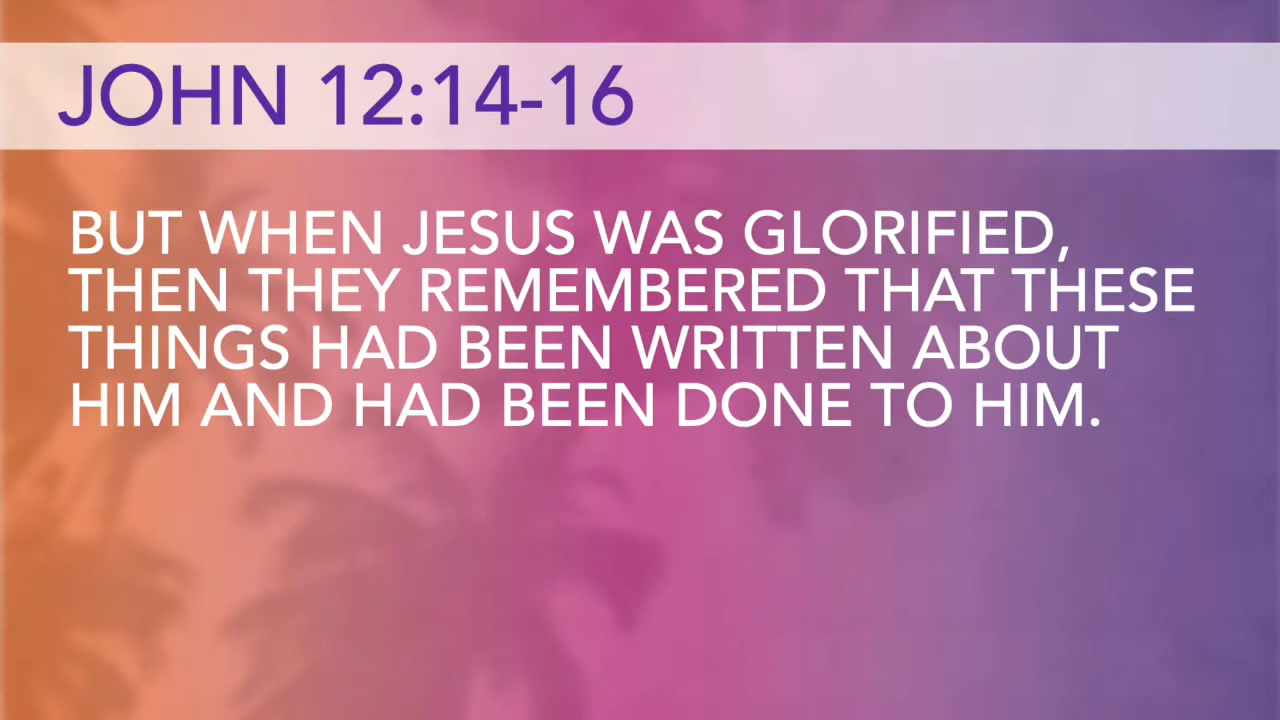 JOHN 12:14-16
BUT WHEN JESUS WAS GLORIFIED,
THEN THEY REMEMBERED THAT THESE
THINGS HAD BEEN WRITTEN ABOUT
HIM AND HAD BEEN DONE TO HIM.